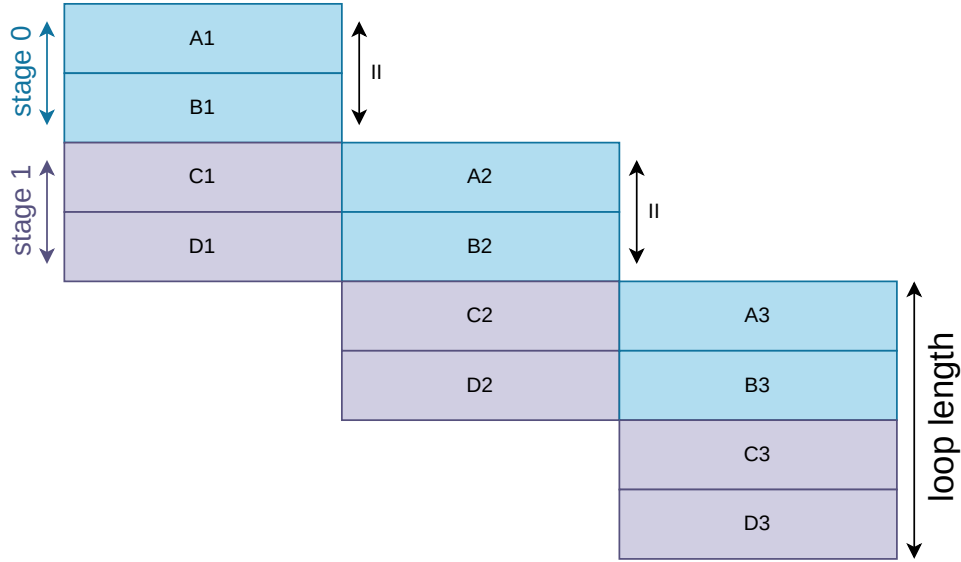 stage 0
A1
II
B1
stage 1
C1
A2
II
D1
B2
C2
A3
D2
B3
loop length
C3
D3